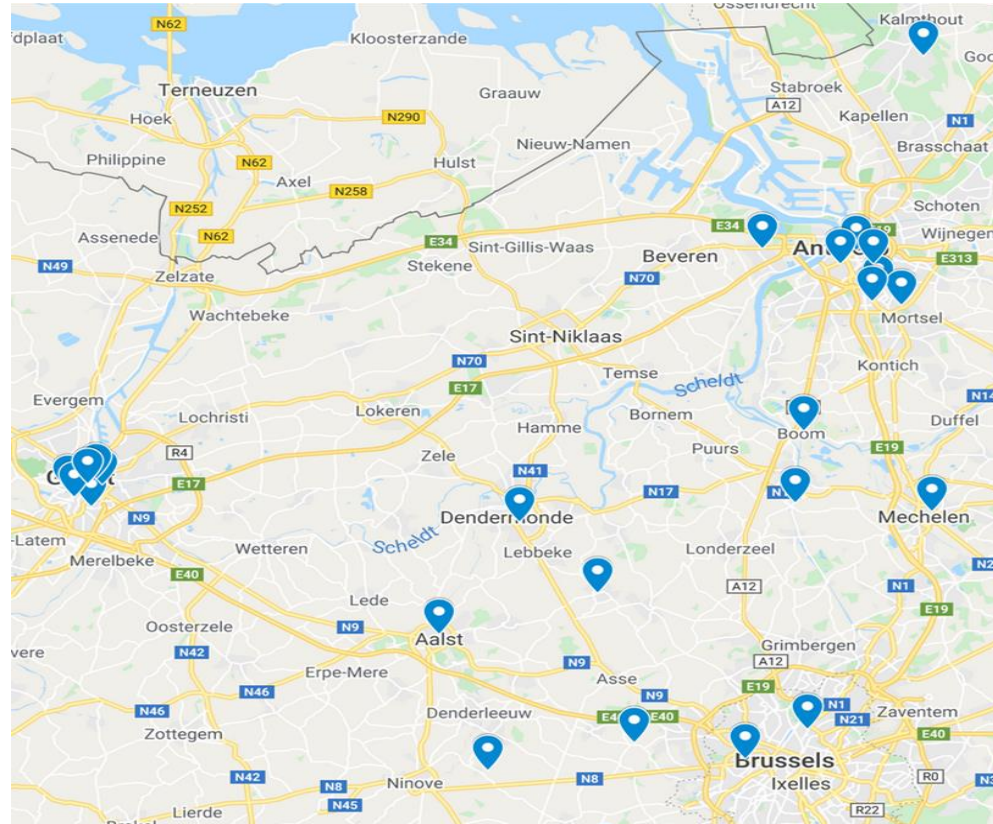 Ossendrecht
Kalmthout
N62
Kloosterzande
Terneuzen
Graauw
Stabroek
A12
Hoek
N290
Kapellen
N1
Nieuw-Namen
Brasschaat
Philippine
N62
Hulst
Axel
N258
N252
Schoten
Assenede
N62
E34
E34
Wijnegem
Sint-Gillis-Waas
Beveren
E313
N49
Stekene
N70
Zelzate
Wachtebeke
Mortsel
Sint-Niklaas
N70
Temse
Scheldt
Kontich
E17
N14
Evergem
Lochristi
Lokeren
Bornem
Duffel
Hamme
Boom
R4
Zele
Puurs
E19
N41
E17
N17
N9
Dendermonde
Mechelen
-Latem
Wetteren
Scheldt
Lebbeke
Londerzeel
Merelbeke
E40
A12
N1
Lede
E19
Oosterzele
N9
Aalst
Grimbergen
vere
N42
N9
A12
Erpe-Mere
Asse
N46
N9
E19
N1
N46
Denderleeuw
E40
N21
Zaventem
Zottegem
E40
Brussels
N42
Ninove
N8
Ixelles
R0
N8
N45
Lierde
R22